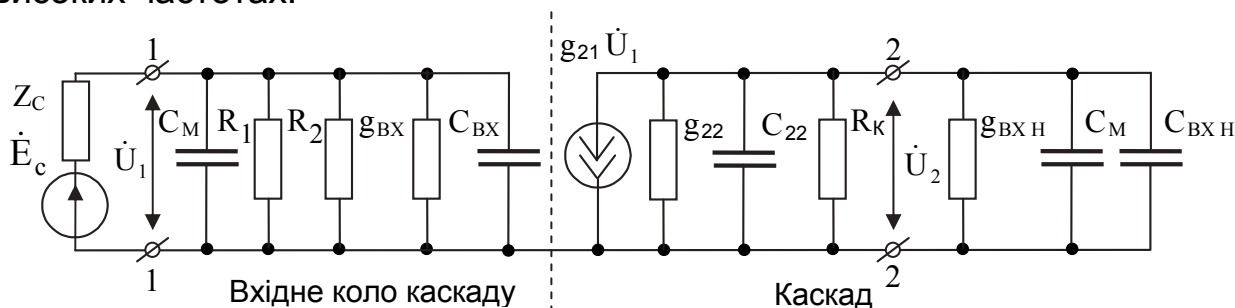 високих частотах.
1 g₂₁ U̇₁ 2
Z_C C_M R₁ R₂ g_ВХ C_ВХ g₂₂ C₂₂ R_К g_ВХ Н C_M C_ВХ Н
Ė_c U̇₁ U̇₂
1 2
Вхідне коло каскаду Каскад